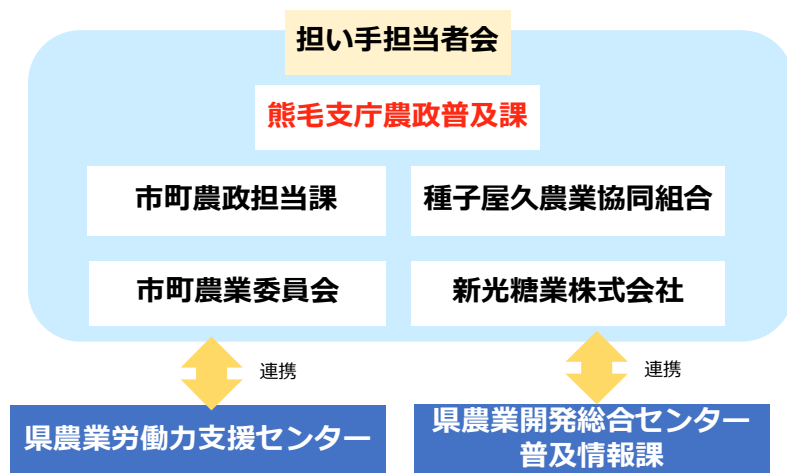 担い手担当者会
熊毛支庁農政普及課
市町農政担当課
種子屋久農業協同組合
市町農業委員会
新光糖業株式会社
連携
連携
県農業労働力支援センター
県農業開発総合センター
普及情報課